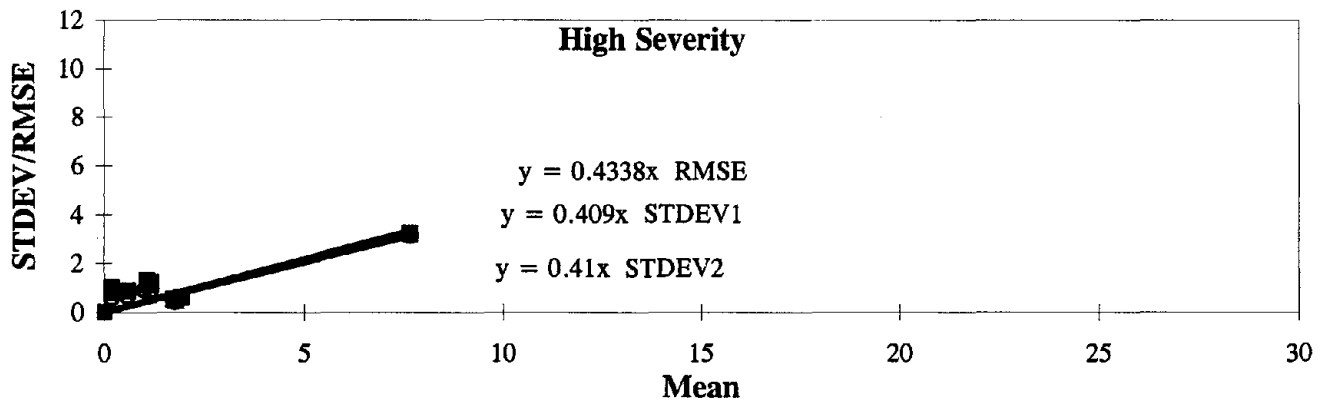 High Severity
12
10
8
6
4
2
0
STDEV/RMSE
y = 0.4338x RMSE
y = 0.409x STDEV1
y = 0.41x STDEV2
0 5 10 15 20 25 30
Mean